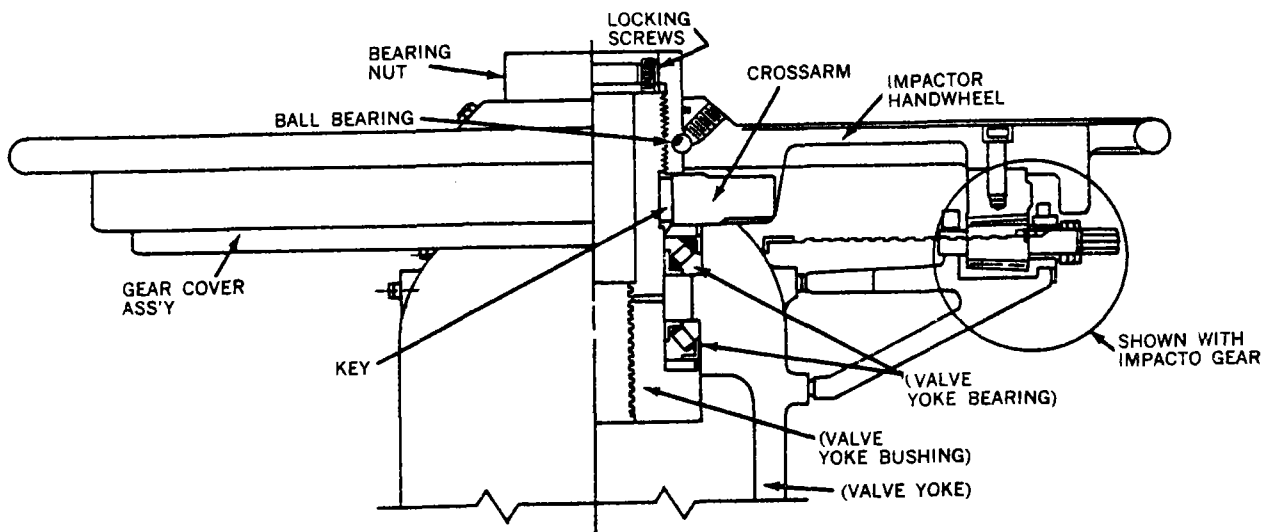 LOCKING
SCREWS
BEARING
NUT
CROSSARM
IMPACTOR
HANDWHEEL
BALL BEARING
GEAR COVER
ASS'Y
KEY
SHOWN WITH
IMPACTO GEAR
(VALVE
YOKE BEARING)
(VALVE
YOKE BUSHING)
(VALVE YOKE)